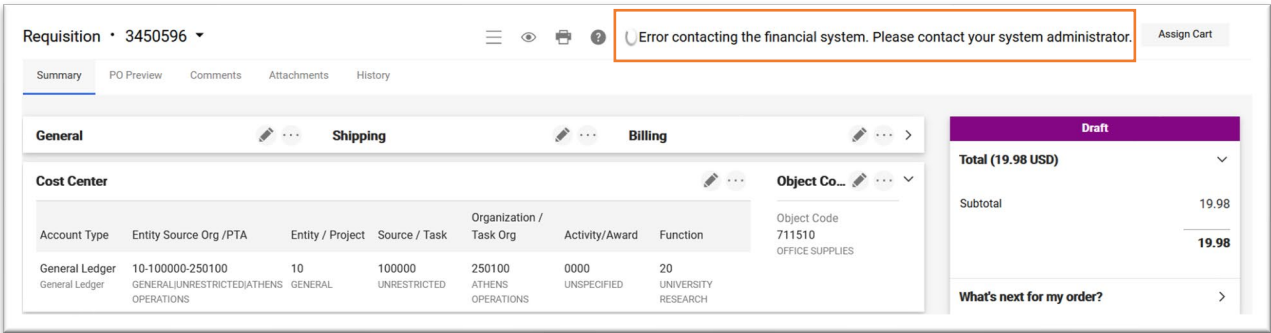 Requisition · 3450596
Error contacting the financial system. Please contact your system administrator.
Assign Cart
Summary PO Preview Comments Attachments History
General ... Shipping ... Billing ...
Cost Center ...
Account Type Entity Source Org /PTA Entity / Project Source / Task Organization / Task Org Activity/Award Function
General Ledger 10-100000-250100 10 100000 250100 0000 20
General Ledger GENERAL|UNRESTRICTED|ATHENS GENERAL UNRESTRICTED ATHENS UNSPECIFIED UNIVERSITY
OPERATIONS OPERATIONS RESEARCH
Object Co... ...
Object Code
711510
OFFICE SUPPLIES
Draft
Total (19.98 USD)
Subtotal 19.98
19.98
What's next for my order?